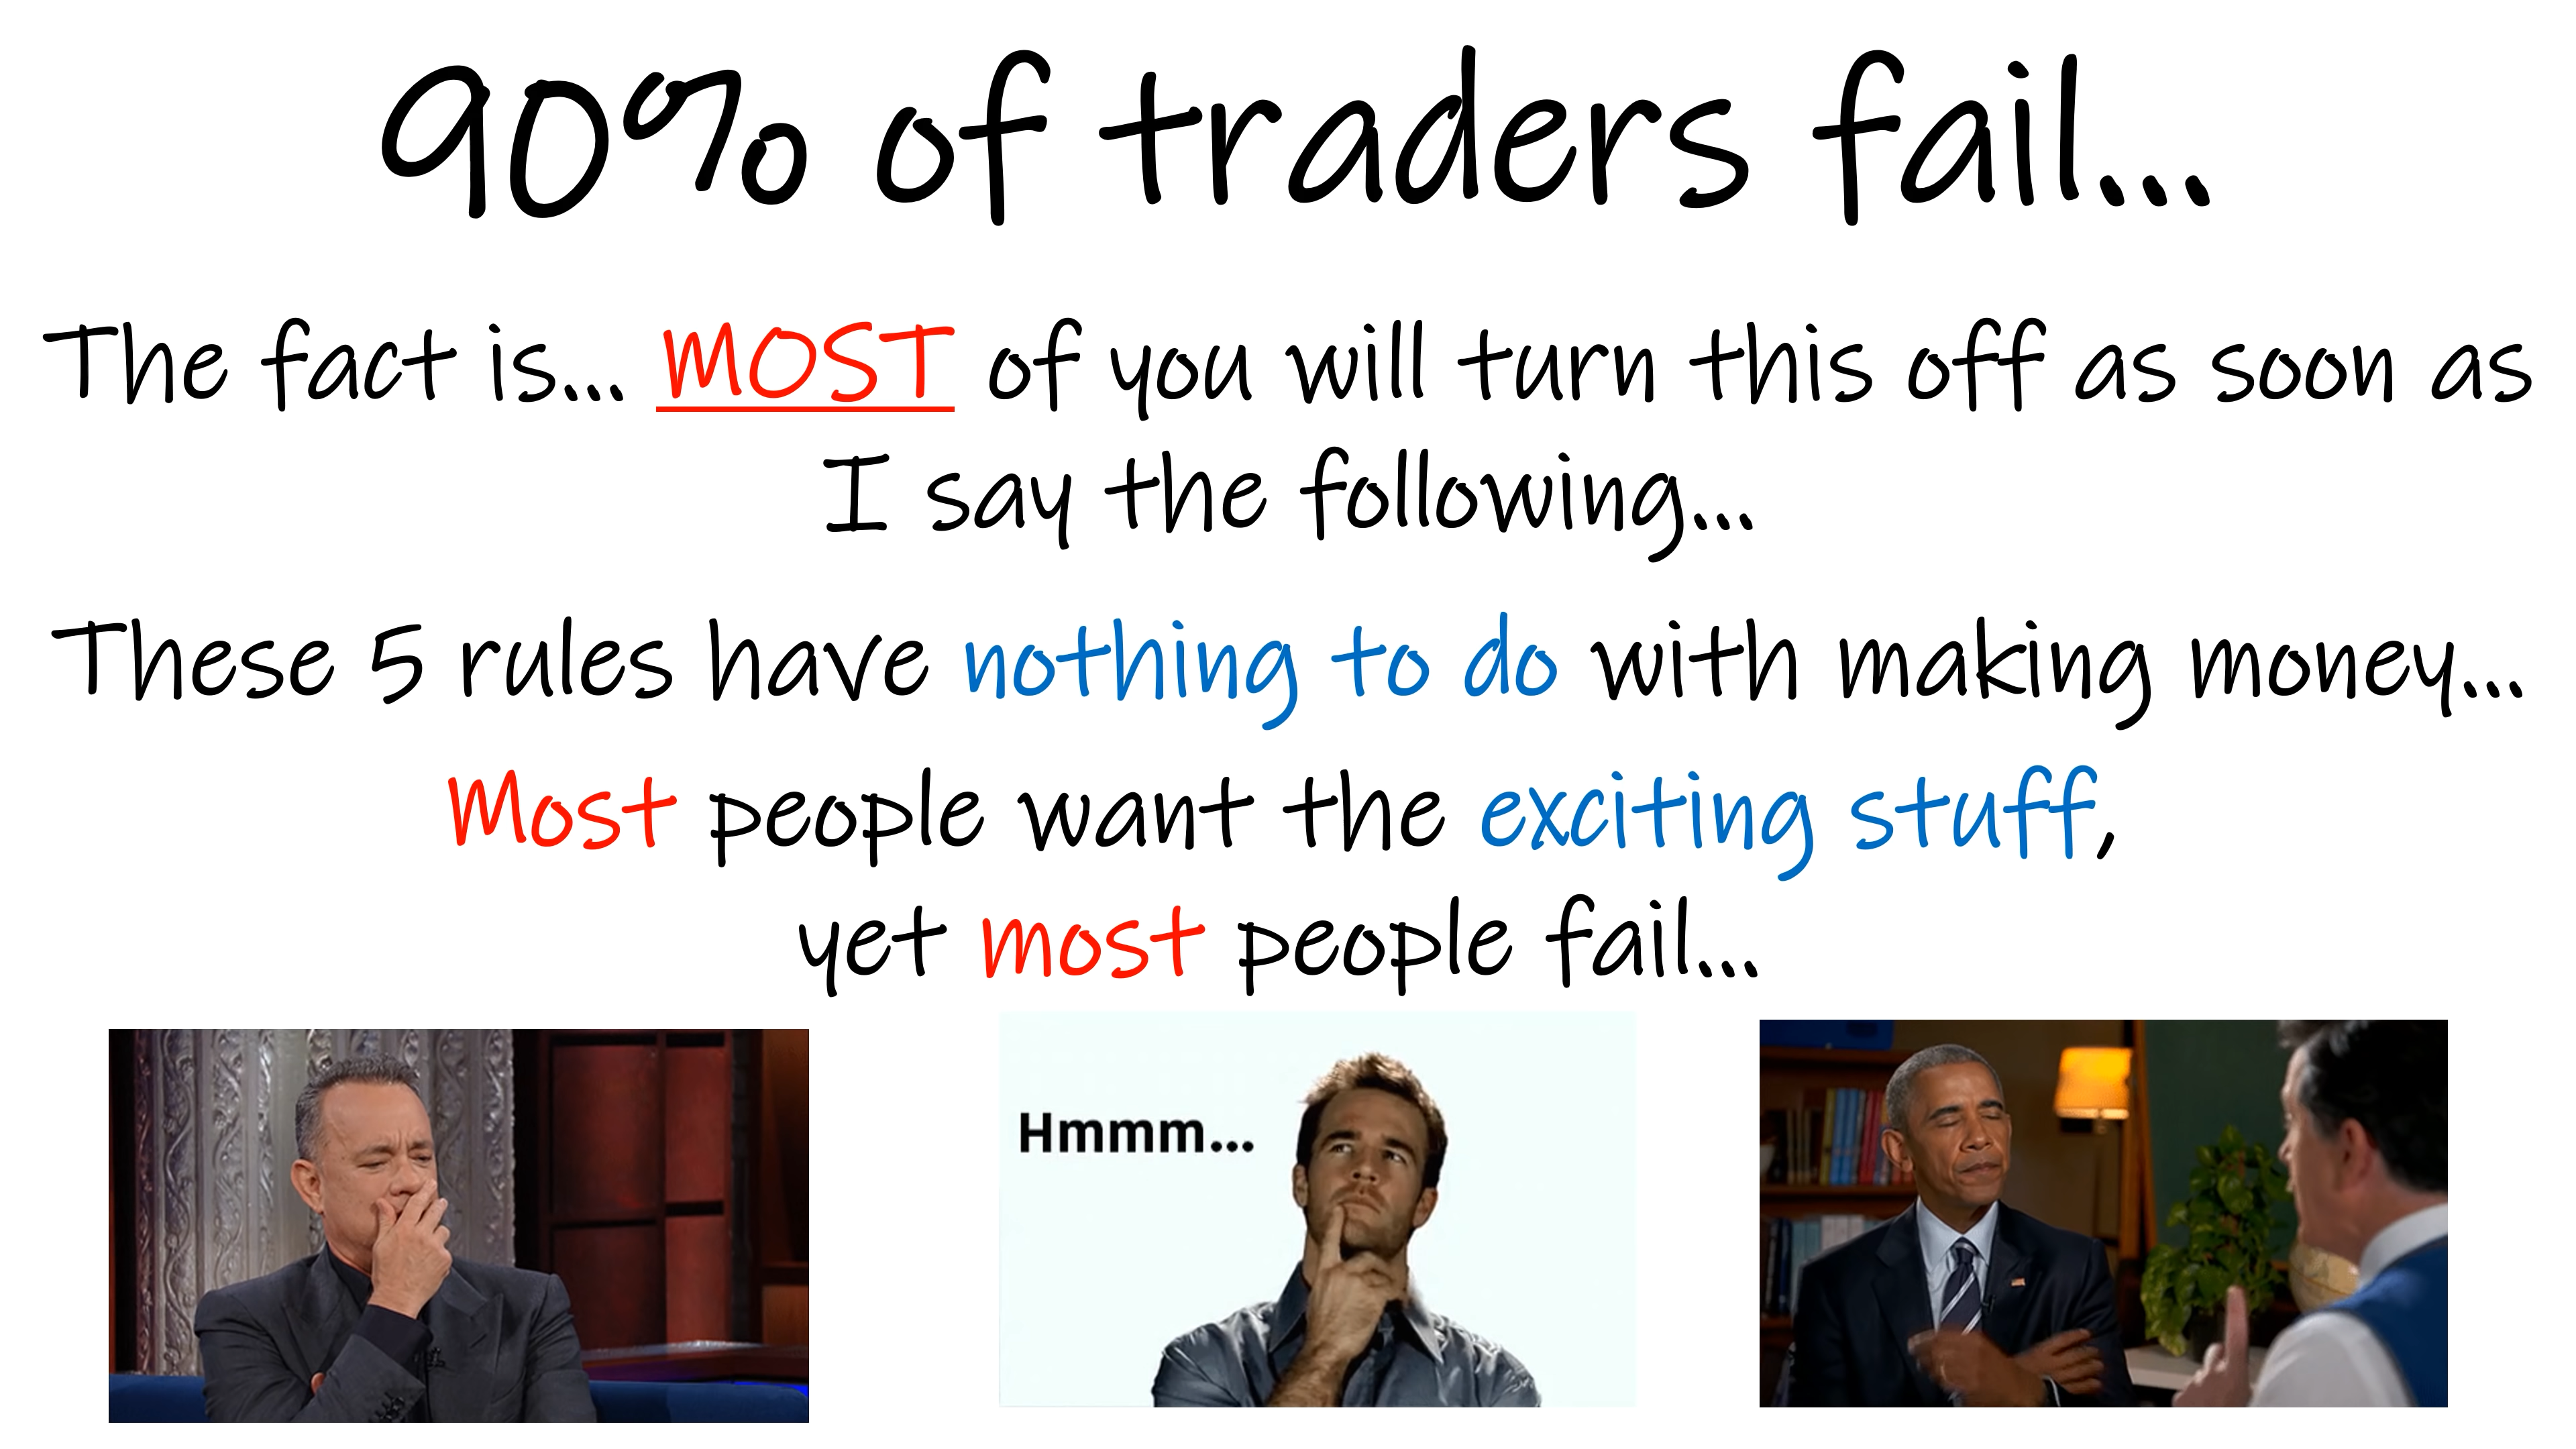 90% of traders fail...
The fact is... MOST of you will turn this off as soon as
I say the following...
These 5 rules have nothing to do with making money...
Most people want the exciting stuff,
yet most people fail...
Hmmm...